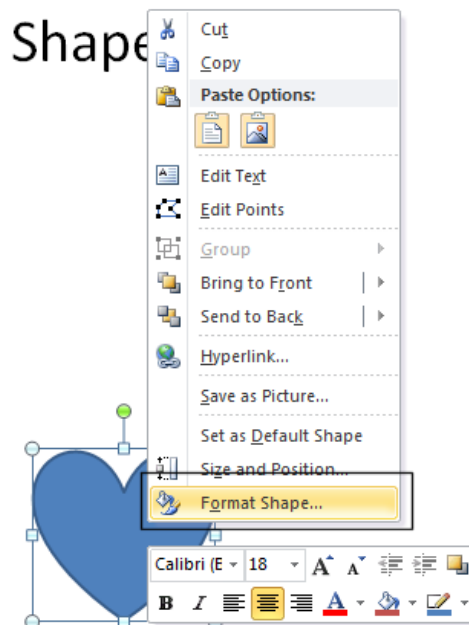 Shape
Cut
Copy
Paste Options:
Edit Text
Edit Points
Group
Bring to Front
Send to Back
Hyperlink...
Save as Picture...
Set as Default Shape
Size and Position...
Format Shape...
Calibri (E 18 A A
B I A